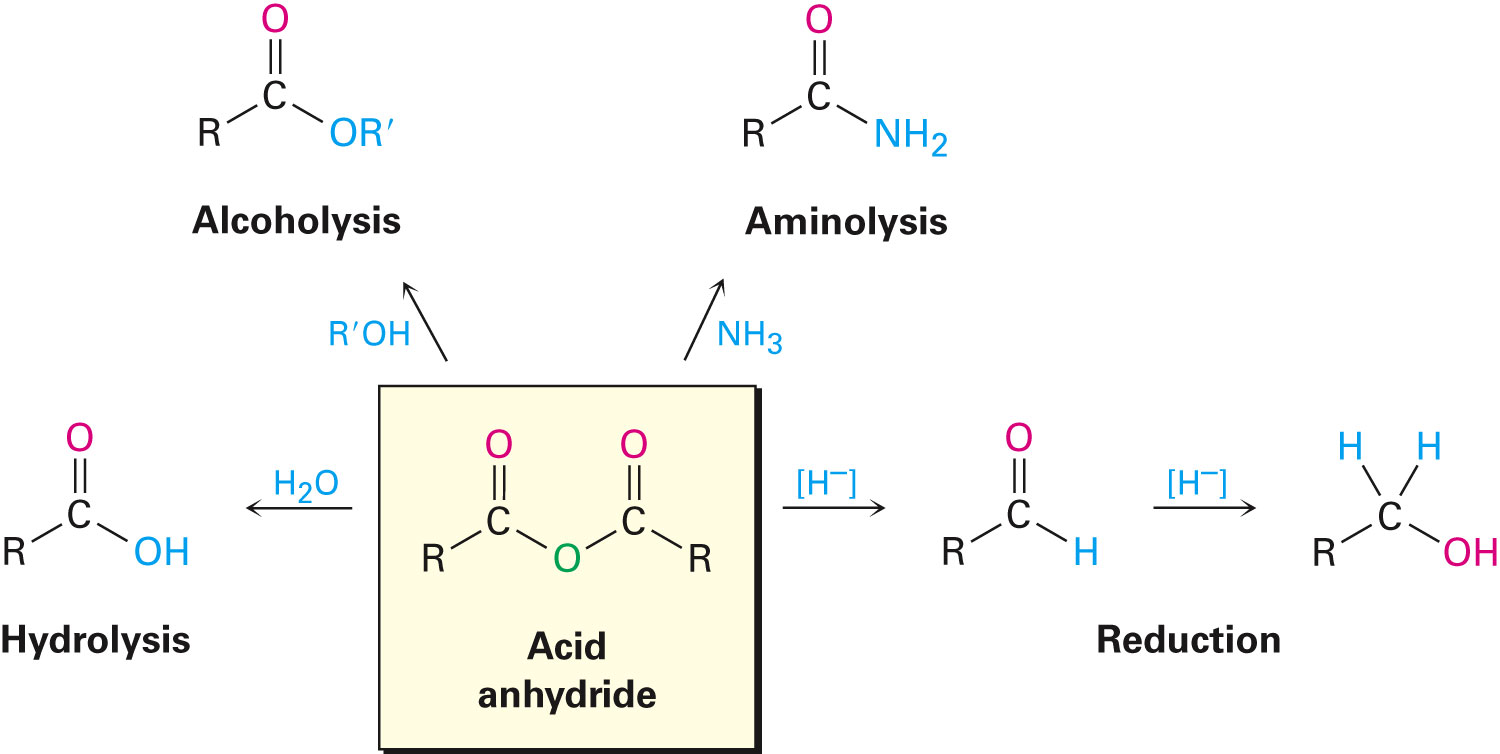 O
C
R
OR′
Alcoholysis
O
C
R
NH₂
Aminolysis
R′OH
NH₃
O
C
R
OH
Hydrolysis
H₂O
O O
C C
R O R
Acid
anhydride
[H⁻]
O
C
R H
[H⁻]
H H
C
R OH
Reduction